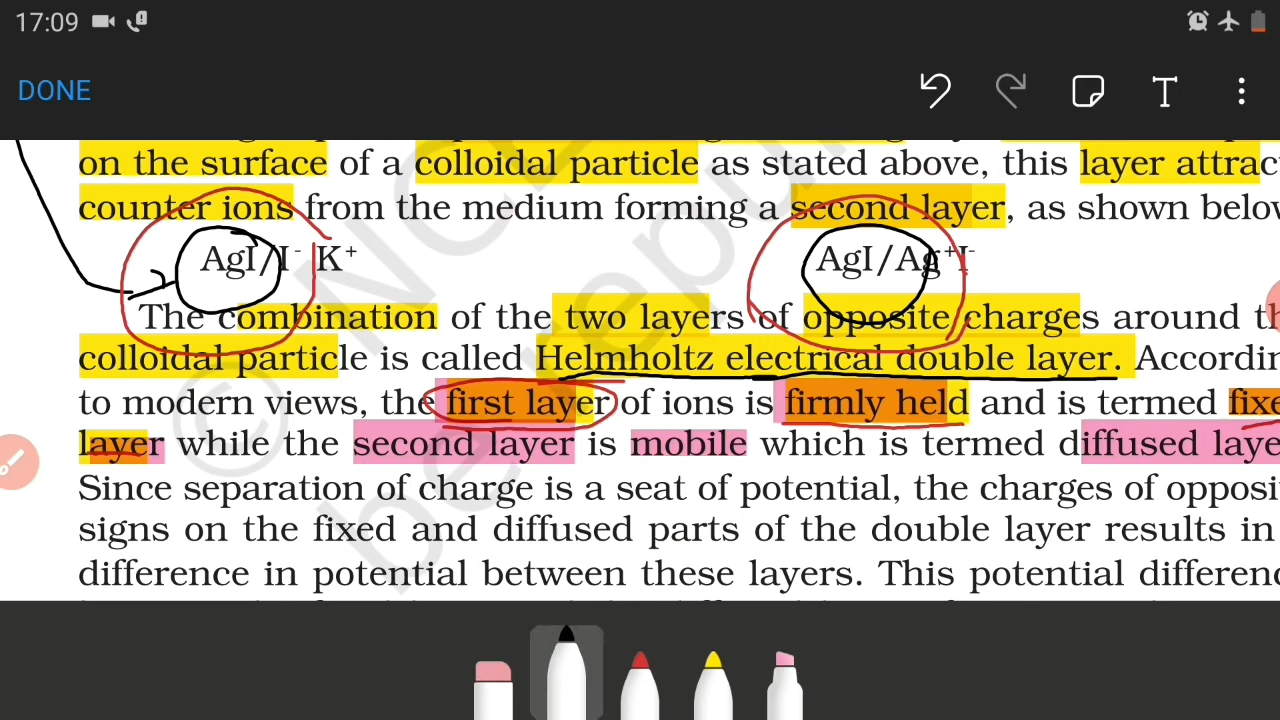 17:09
DONE
T
on the surface of a colloidal particle as stated above, this layer attrac
counter ions from the medium forming a second layer, as shown below
AgI/I⁻ K⁺ AgI/Ag⁺I⁻
The combination of the two layers of opposite charges around th
colloidal particle is called Helmholtz electrical double layer. Accordin
to modern views, the first layer of ions is firmly held and is termed fixe
layer while the second layer is mobile which is termed diffused laye
Since separation of charge is a seat of potential, the charges of opposi
signs on the fixed and diffused parts of the double layer results in
difference in potential between these layers. This potential differenc